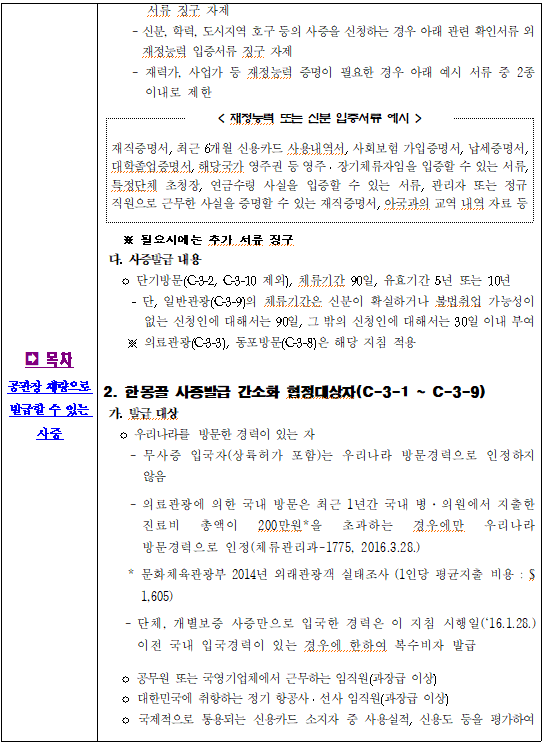 서류 징구 자제
- 신분, 학력, 도시지역 호구 등의 사증을 신청하는 경우 아래 관련 확인서류 외
재정능력 입증서류 징구 자제
- 재력가, 사업가 등 재정능력 증명이 필요한 경우 아래 예시 서류 중 2종
이내로 제한
< 재정능력 또는 신분 입증서류 예시 >
재직증명서, 최근 6개월 신용카드 사용내역서, 사회보험 가입증명서, 납세증명서,
대학졸업증명서, 해당국가 영주권 등 영주ㆍ장기체류자임을 입증할 수 있는 서류,
특정단체 초청장, 연금수령 사실을 입증할 수 있는 서류, 관리자 또는 정규
직원으로 근무한 사실을 증명할 수 있는 재직증명서, 아국과의 교역 내역 자료 등
※ 필요시에는 추가 서류 징구
다. 사증발급 내용
○ 단기방문(C-3-2, C-3-10 제외), 체류기간 90일, 유효기간 5년 또는 10년
- 단, 일반관광(C-3-9)의 체류기간은 신분이 확실하거나 불법취업 가능성이
없는 신청인에 대해서는 90일, 그 밖의 신청인에 대해서는 30일 이내 부여
※ 의료관광(C-3-3), 동포방문(C-3-8)은 해당 지침 적용
목차
공관장 재량으로
발급할 수 있는
사증
2. 한몽골 사증발급 간소화 협정대상자(C-3-1 ~ C-3-9)
가. 발급 대상
○ 우리나라를 방문한 경력이 있는 자
- 무사증 입국자(상륙허가 포함)는 우리나라 방문경력으로 인정하지
않음
- 의료관광에 의한 국내 방문은 최근 1년간 국내 병ㆍ의원에서 지출한
진료비 총액이 200만원*을 초과하는 경우에만 우리나라
방문경력으로 인정(체류관리과-1775, 2016.3.28.)
* 문화체육관광부 2014년 외래관광객 실태조사 (1인당 평균지출 비용 : $
1,605)
- 단체, 개별보증 사증만으로 입국한 경력은 이 지침 시행일(‘16.1.28.)
이전 국내 입국경력이 있는 경우에 한하여 복수비자 발급
○ 공무원 또는 국영기업체에서 근무하는 임직원(과장급 이상)
○ 대한민국에 취항하는 정기 항공사ㆍ선사 임직원(과장급 이상)
○ 국제적으로 통용되는 신용카드 소지자 중 사용실적, 신용도 등을 평가하여